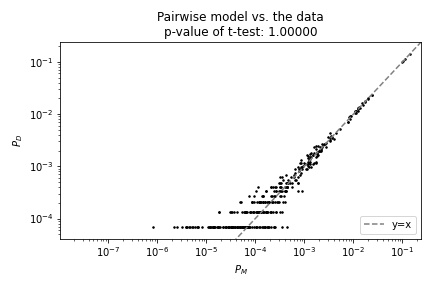 Pairwise model vs. the data
p-value of t-test: 1.00000
P_D
10^{-1}
10^{-2}
10^{-3}
10^{-4}
y=x
10^{-7}
10^{-6}
10^{-5}
10^{-4}
10^{-3}
10^{-2}
10^{-1}
P_M